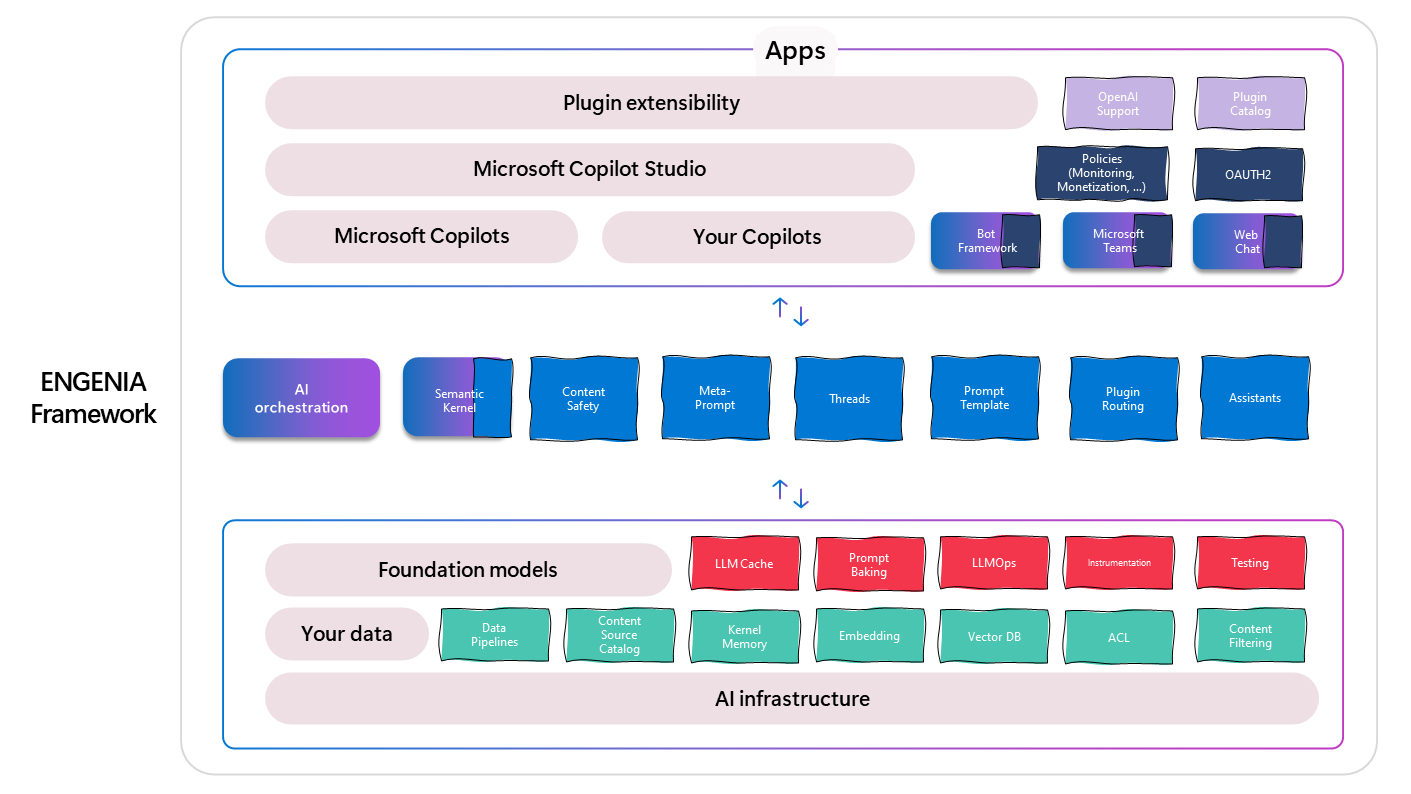 Apps
Plugin extensibility
OpenAI
Support
Plugin
Catalog
Microsoft Copilot Studio
Policies
(Monitoring,
Monetization, ...)
OAUTH2
Microsoft Copilots
Your Copilots
Bot
Framework
Microsoft
Teams
Web
Chat
ENGENIA
Framework
AI
orchestration
Semantic
Kernel
Content
Safety
Meta-
Prompt
Threads
Prompt
Template
Plugin
Routing
Assistants
Foundation models
LLM Cache
Prompt
Baking
LLMOps
Instrumentation
Testing
Your data
Data
Pipelines
Content
Source
Catalog
Kernel
Memory
Embedding
Vector DB
ACL
Content
Filtering
AI infrastructure